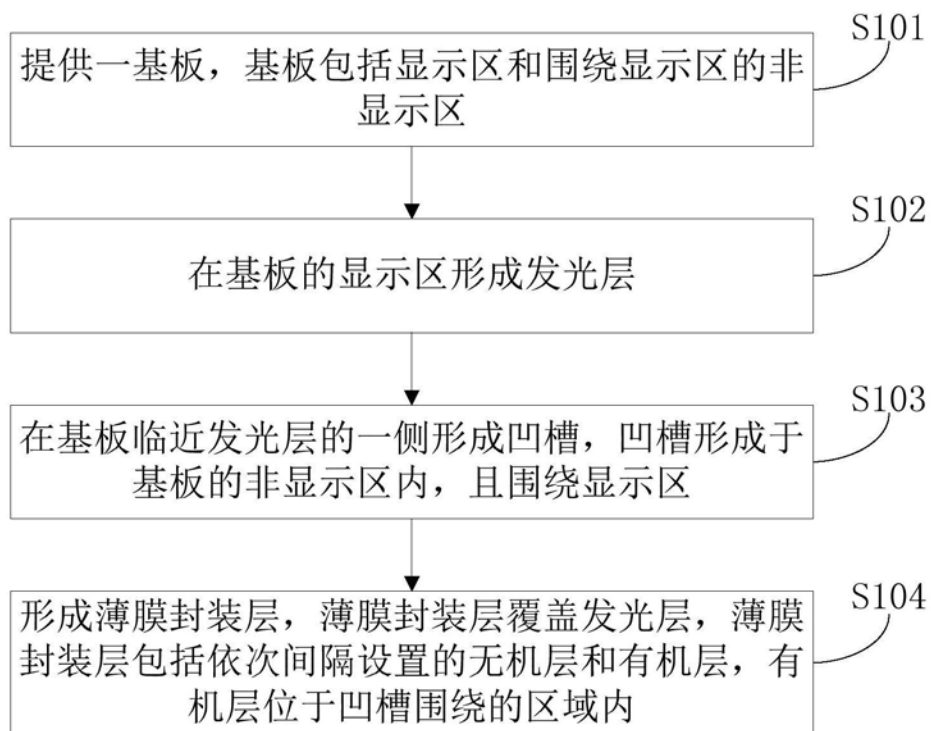 S101
提供一基板，基板包括显示区和围绕显示区的非
显示区
S102
在基板的显示区形成发光层
S103
在基板临近发光层的一侧形成凹槽，凹槽形成于
基板的非显示区内，且围绕显示区
S104
形成薄膜封装层，薄膜封装层覆盖发光层，薄膜
封装层包括依次间隔设置的无机层和有机层，有
机层位于凹槽围绕的区域内